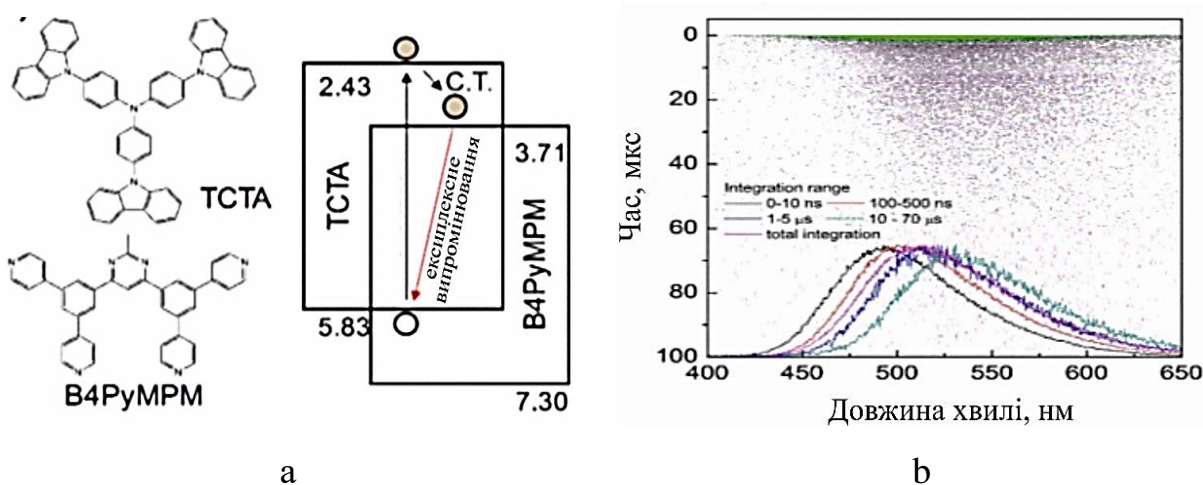 )
N
N
N
N
TCTA
N
N
N
N
N
N
B4PyMPM
2.43
C.T.
3.71
TCTA
ексиплексне
випромінювання
B4PyMPM
5.83
7.30
a
0
20
40
60
80
100
Час, мкс
Integration range
0-10 ns
100-500 ns
1-5 µs
10 - 70 µs
total integration
400
450
500
550
600
650
Довжина хвилі, нм
b